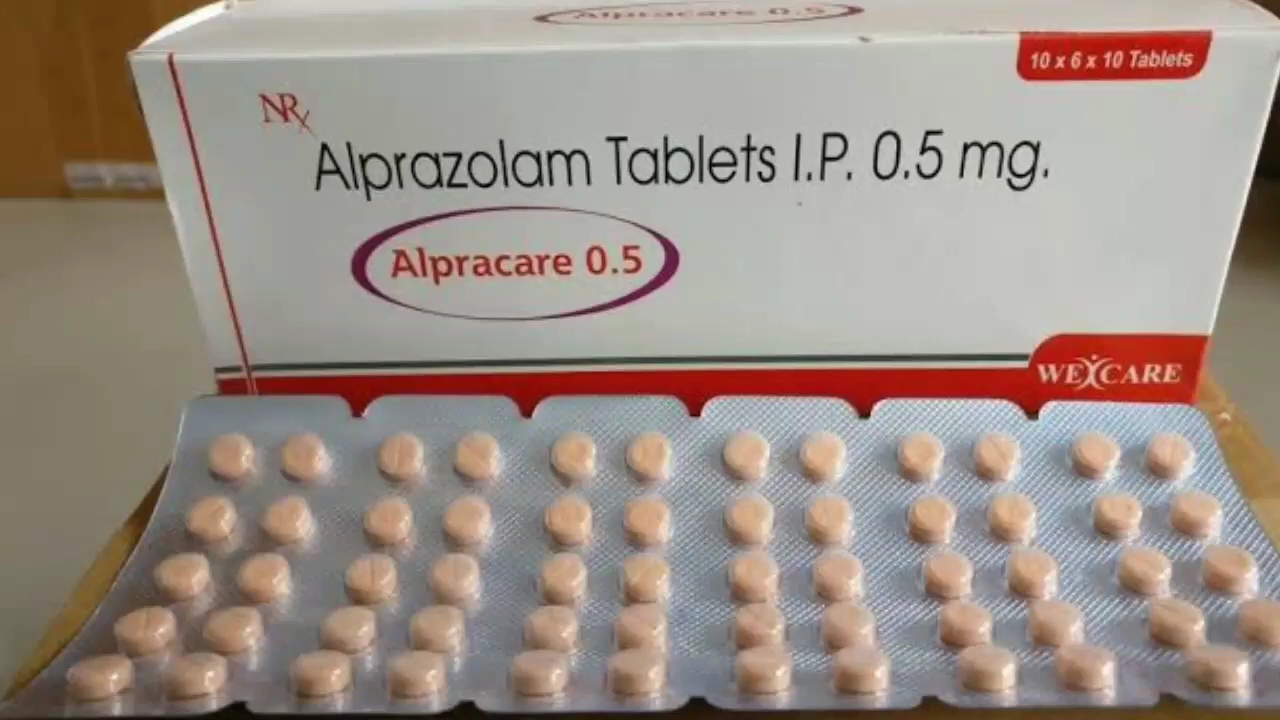 Alpracare 0.5
10 x 6 x 10 Tablets
NRx
Alprazolam Tablets I.P. 0.5 mg.
Alpracare 0.5
WEXCARE